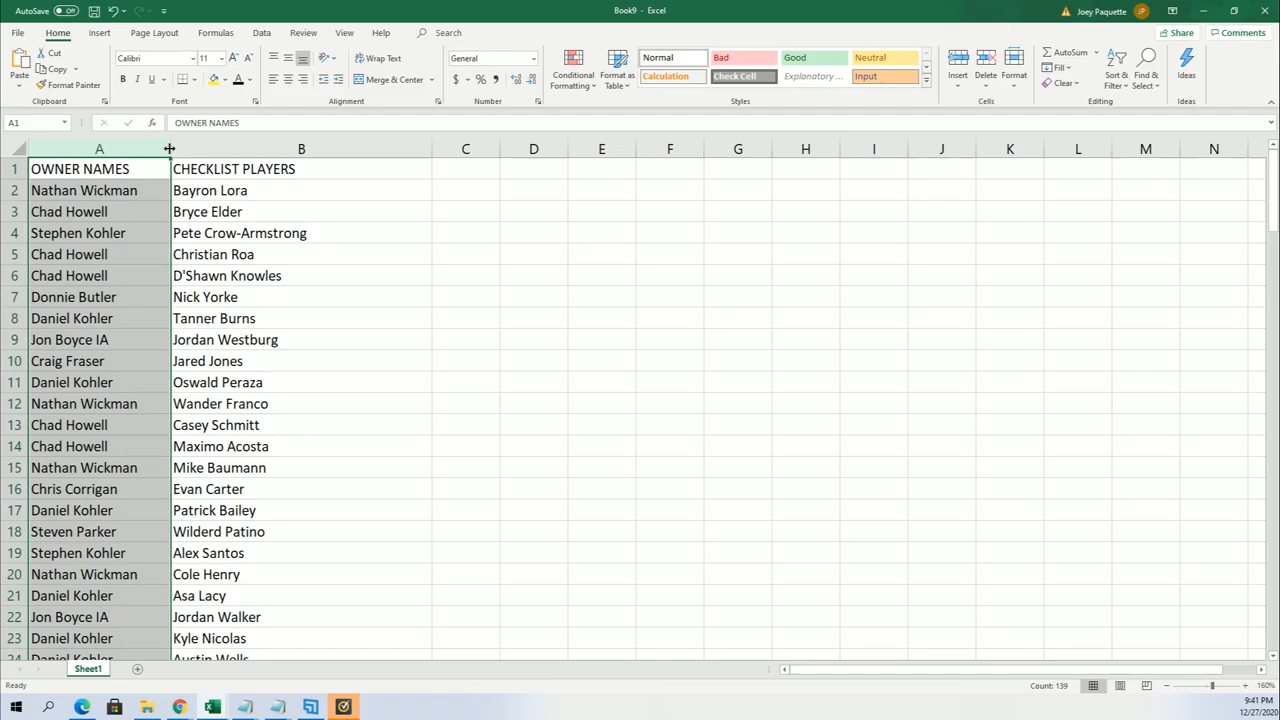 AutoSave Off Book9 - Excel Joey Paquette JP
File Home Insert Page Layout Formulas Data Review View Help Search Share Comments
Paste Cut Copy Format Painter Clipboard
Calibri 11 A A B I U A Font
ab Wrap Text Merge & Center Alignment
General $ % , Number
Conditional Formatting Format as Table Normal Bad Good Neutral Calculation Check Cell Explanatory ... Input Styles
Insert Delete Format Cells
AutoSum Fill Clear Sort & Filter Find & Select Editing
Ideas Ideas
A1 fx OWNER NAMES
A B C D E F G H I J K L M N
1 OWNER NAMES CHECKLIST PLAYERS
2 Nathan Wickman Bayron Lora
3 Chad Howell Bryce Elder
4 Stephen Kohler Pete Crow-Armstrong
5 Chad Howell Christian Roa
6 Chad Howell D'Shawn Knowles
7 Donnie Butler Nick Yorke
8 Daniel Kohler Tanner Burns
9 Jon Boyce IA Jordan Westburg
10 Craig Fraser Jared Jones
11 Daniel Kohler Oswald Peraza
12 Nathan Wickman Wander Franco
13 Chad Howell Casey Schmitt
14 Chad Howell Maximo Acosta
15 Nathan Wickman Mike Baumann
16 Chris Corrigan Evan Carter
17 Daniel Kohler Patrick Bailey
18 Steven Parker Wilderd Patino
19 Stephen Kohler Alex Santos
20 Nathan Wickman Cole Henry
21 Daniel Kohler Asa Lacy
22 Jon Boyce IA Jordan Walker
23 Daniel Kohler Kyle Nicolas
24 Daniel Kohler Austin Wells
Sheet1
Ready Count: 139 160%
9:41 PM
12/27/2020